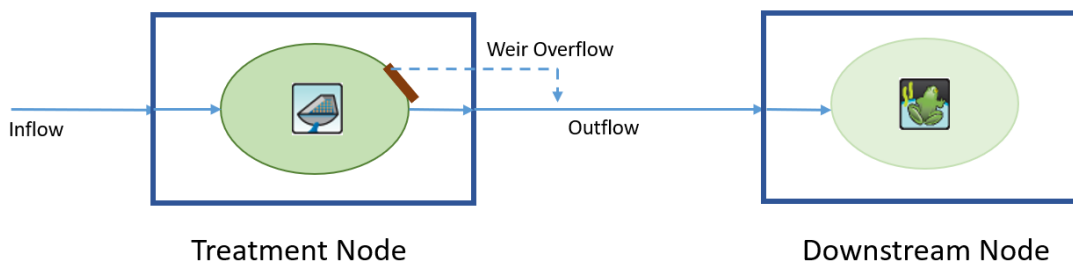 Weir Overflow
Inflow
Outflow
Treatment Node
Downstream Node